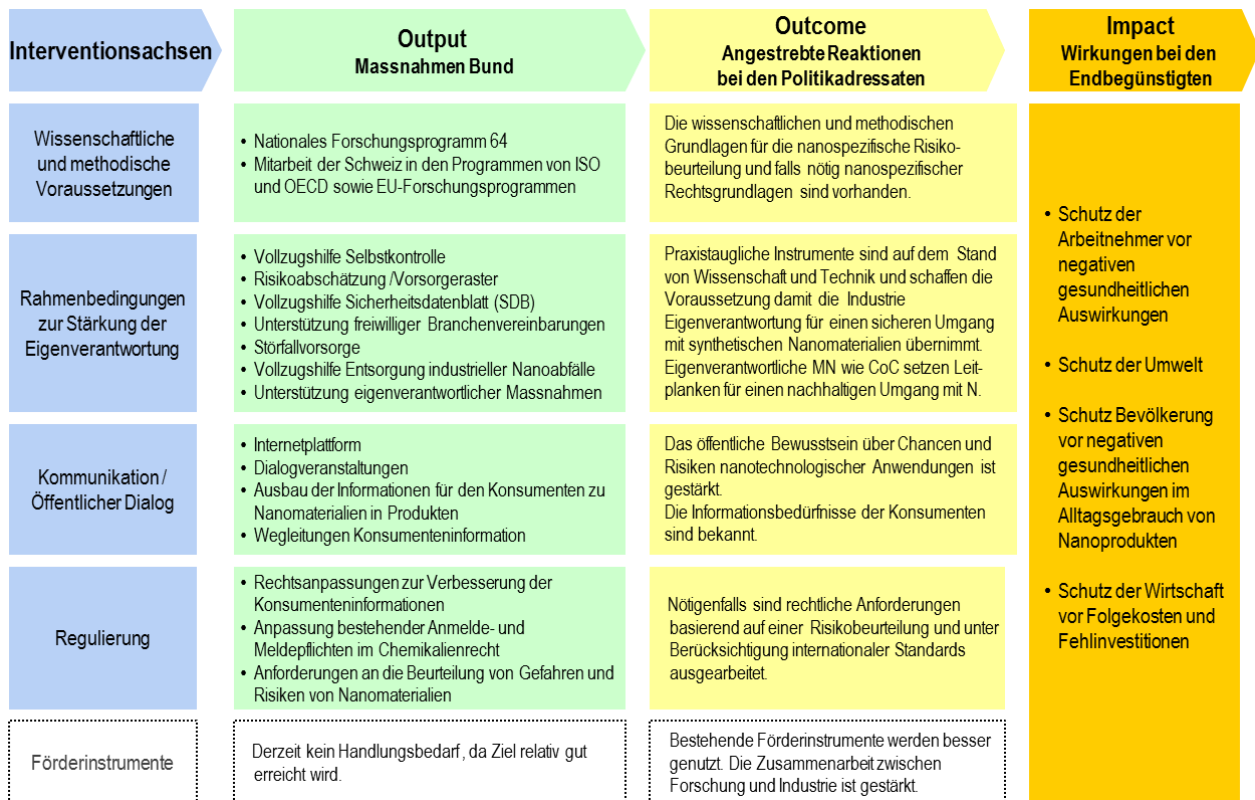 Interventionsachsen
Output
Massnahmen Bund
Outcome
Angestrebte Reaktionen
bei den Politikadressaten
Impact
Wirkungen bei den
Endbegünstigten
Wissenschaftliche
und methodische
Voraussetzungen
• Nationales Forschungsprogramm 64
• Mitarbeit der Schweiz in den Programmen von ISO
und OECD sowie EU-Forschungsprogrammen
Die wissenschaftlichen und methodischen
Grundlagen für die nanospezifische Risiko-
beurteilung und falls nötig nanospezifischer
Rechtsgrundlagen sind vorhanden.
Rahmenbedingungen
zur Stärkung der
Eigenverantwortung
• Vollzugshilfe Selbstkontrolle
• Risikoabschätzung /Vorsorgeraster
• Vollzugshilfe Sicherheitsdatenblatt (SDB)
• Unterstützung freiwilliger Branchenvereinbarungen
• Störfallvorsorge
• Vollzugshilfe Entsorgung industrieller Nanoabfälle
• Unterstützung eigenverantwortlicher Massnahmen
Praxistaugliche Instrumente sind auf dem Stand
von Wissenschaft und Technik und schaffen die
Voraussetzung damit die Industrie
Eigenverantwortung für einen sicheren Umgang
mit synthetischen Nanomaterialien übernimmt.
Eigenverantwortliche MN wie CoC setzen Leit-
planken für einen nachhaltigen Umgang mit N.
Kommunikation /
Öffentlicher Dialog
• Internetplattform
• Dialogveranstaltungen
• Ausbau der Informationen für den Konsumenten zu
Nanomaterialien in Produkten
• Wegleitungen Konsumenteninformation
Das öffentliche Bewusstsein über Chancen und
Risiken nanotechnologischer Anwendungen ist
gestärkt.
Die Informationsbedürfnisse der Konsumenten
sind bekannt.
Regulierung
• Rechtsanpassungen zur Verbesserung der
Konsumenteninformationen
• Anpassung bestehender Anmelde- und
Meldepflichten im Chemikalienrecht
• Anforderungen an die Beurteilung von Gefahren und
Risiken von Nanomaterialien
Nötigenfalls sind rechtliche Anforderungen
basierend auf einer Risikobeurteilung und unter
Berücksichtigung internationaler Standards
ausgearbeitet.
Förderinstrumente
Derzeit kein Handlungsbedarf, da Ziel relativ gut
erreicht wird.
Bestehende Förderinstrumente werden besser
genutzt. Die Zusammenarbeit zwischen
Forschung und Industrie ist gestärkt.
• Schutz der
Arbeitnehmer vor
negativen
gesundheitlichen
Auswirkungen
• Schutz der Umwelt
• Schutz Bevölkerung
vor negativen
gesundheitlichen
Auswirkungen im
Alltagsgebrauch von
Nanoprodukten
• Schutz der Wirtschaft
vor Folgekosten und
Fehlinvestitionen